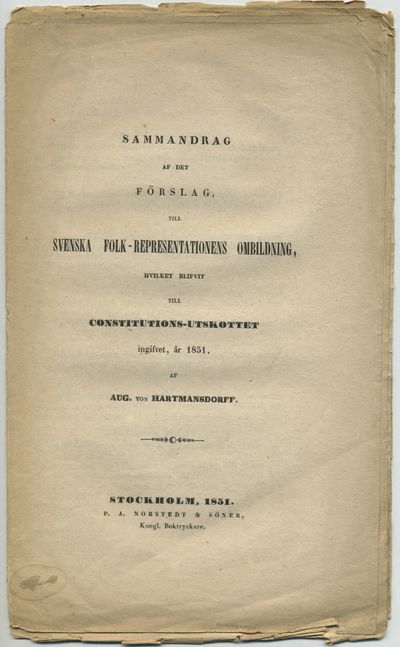 SAMMANDRAG
AF DET
FÖRSLAG,
TILL
SVENSKA FOLK-REPRESENTATIONENS OMBILDNING,
HVILKET BLIFVIT
TILL
CONSTITUTIONS-UTSKOTTET
ingifvet, år 1851,
AF
AUG. VON HARTMANSDORFF.
STOCKHOLM, 1851.
P. A. NORSTEDT & SÖNER,
Kongl. Boktryckare.